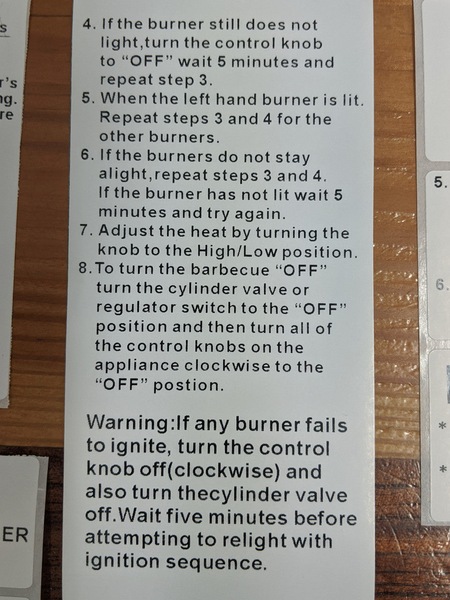 4. If the burner still does not
light,turn the control knob
to “OFF” wait 5 minutes and
repeat step 3.
5. When the left hand burner is lit.
Repeat steps 3 and 4 for the
other burners.
6. If the burners do not stay
alight,repeat steps 3 and 4.
If the burner has not lit wait 5
minutes and try again.
7. Adjust the heat by turning the
knob to the High/Low position.
8.To turn the barbecue “OFF”
turn the cylinder valve or
regulator switch to the “OFF”
position and then turn all of
the control knobs on the
appliance clockwise to the
“OFF” postion.
Warning:If any burner fails
to ignite, turn the control
knob off(clockwise) and
also turn thecylinder valve
off.Wait five minutes before
attempting to relight with
ignition sequence.
s
r’s
ng.
re
ER
5.
6.
*
*